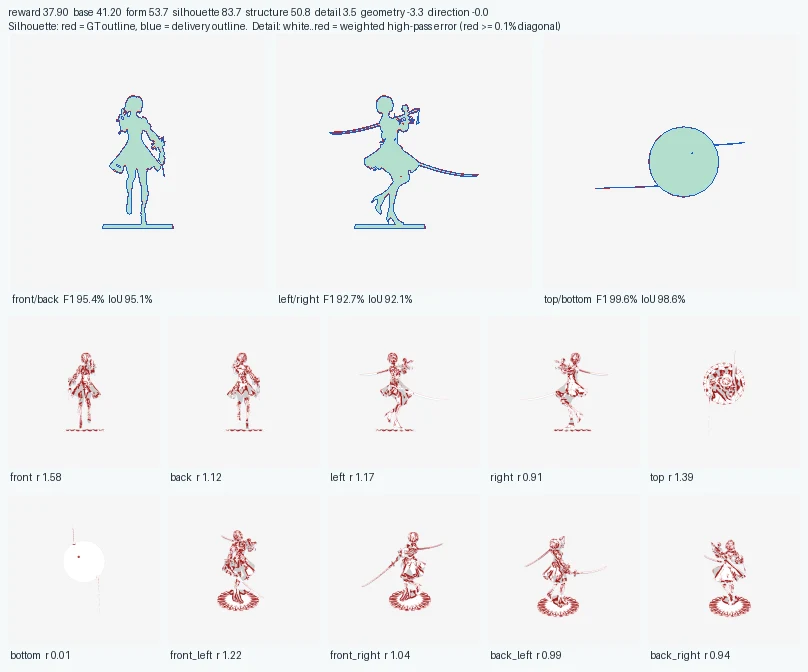 reward 37.90 base 41.20 form 53.7 silhouette 83.7 structure 50.8 detail 3.5 geometry -3.3 direction -0.0
Silhouette: red = GT outline, blue = delivery outline. Detail: white..red = weighted high-pass error (red >= 0.1% diagonal)
front/back F1 95.4% IoU 95.1%
left/right F1 92.7% IoU 92.1%
top/bottom F1 99.6% IoU 98.6%
front r 1.58
back r 1.12
left r 1.17
right r 0.91
top r 1.39
bottom r 0.01
front_left r 1.22
front_right r 1.04
back_left r 0.99
back_right r 0.94